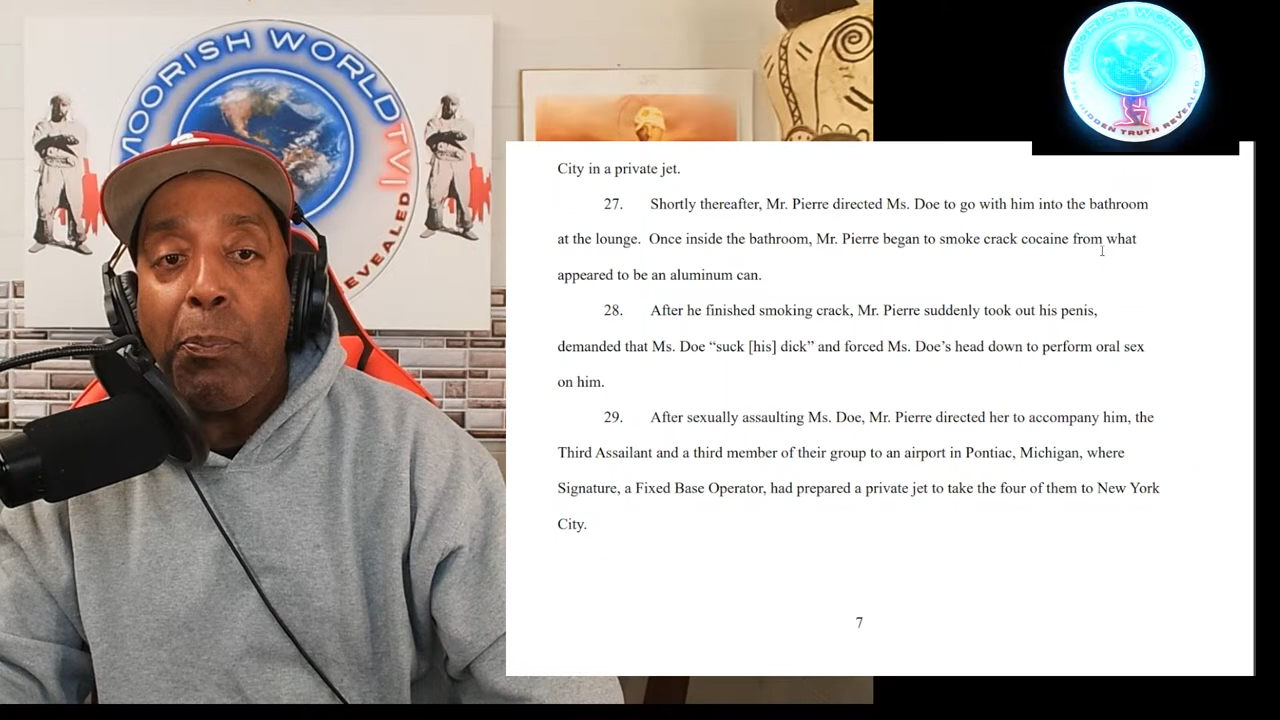 MOORISH WORLD TV
REVEALED
MOORISH WORLD
THE HIDDEN TRUTH REVEALED
City in a private jet.
27. Shortly thereafter, Mr. Pierre directed Ms. Doe to go with him into the bathroom
at the lounge. Once inside the bathroom, Mr. Pierre began to smoke crack cocaine from what
appeared to be an aluminum can.
28. After he finished smoking crack, Mr. Pierre suddenly took out his penis,
demanded that Ms. Doe “suck [his] dick” and forced Ms. Doe’s head down to perform oral sex
on him.
29. After sexually assaulting Ms. Doe, Mr. Pierre directed her to accompany him, the
Third Assailant and a third member of their group to an airport in Pontiac, Michigan, where
Signature, a Fixed Base Operator, had prepared a private jet to take the four of them to New York
City.
7